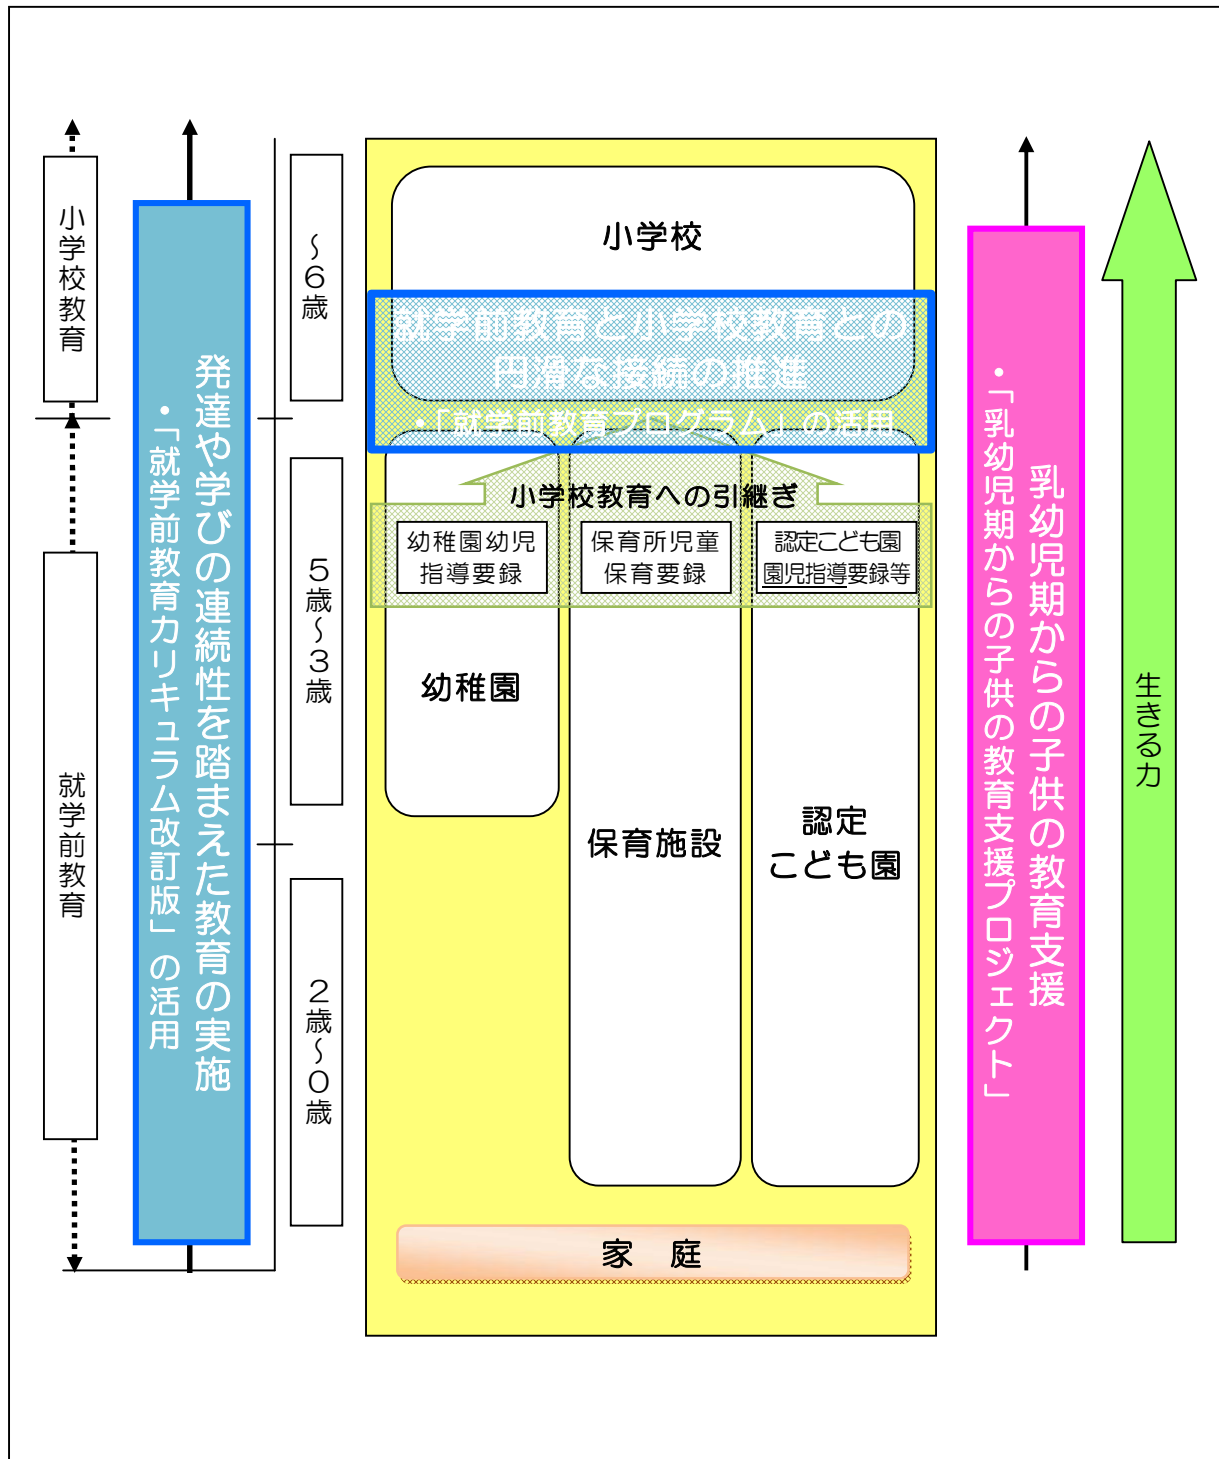 小学校教育
就学前教育
発達や学びの連続性を踏まえた教育の実施
・「就学前教育カリキュラム改訂版」の活用
～6歳
5歳～3歳
2歳～0歳
小学校
就学前教育と小学校教育との
円滑な接続の推進
・「就学前教育プログラム」の活用
小学校教育への引継ぎ
幼稚園幼児
指導要録
保育所児童
保育要録
認定こども園
園児指導要録等
幼稚園
保育施設
認定
こども園
家　庭
乳幼児期からの子供の教育支援
・「乳幼児期からの子供の教育支援プロジェクト」
生きる力